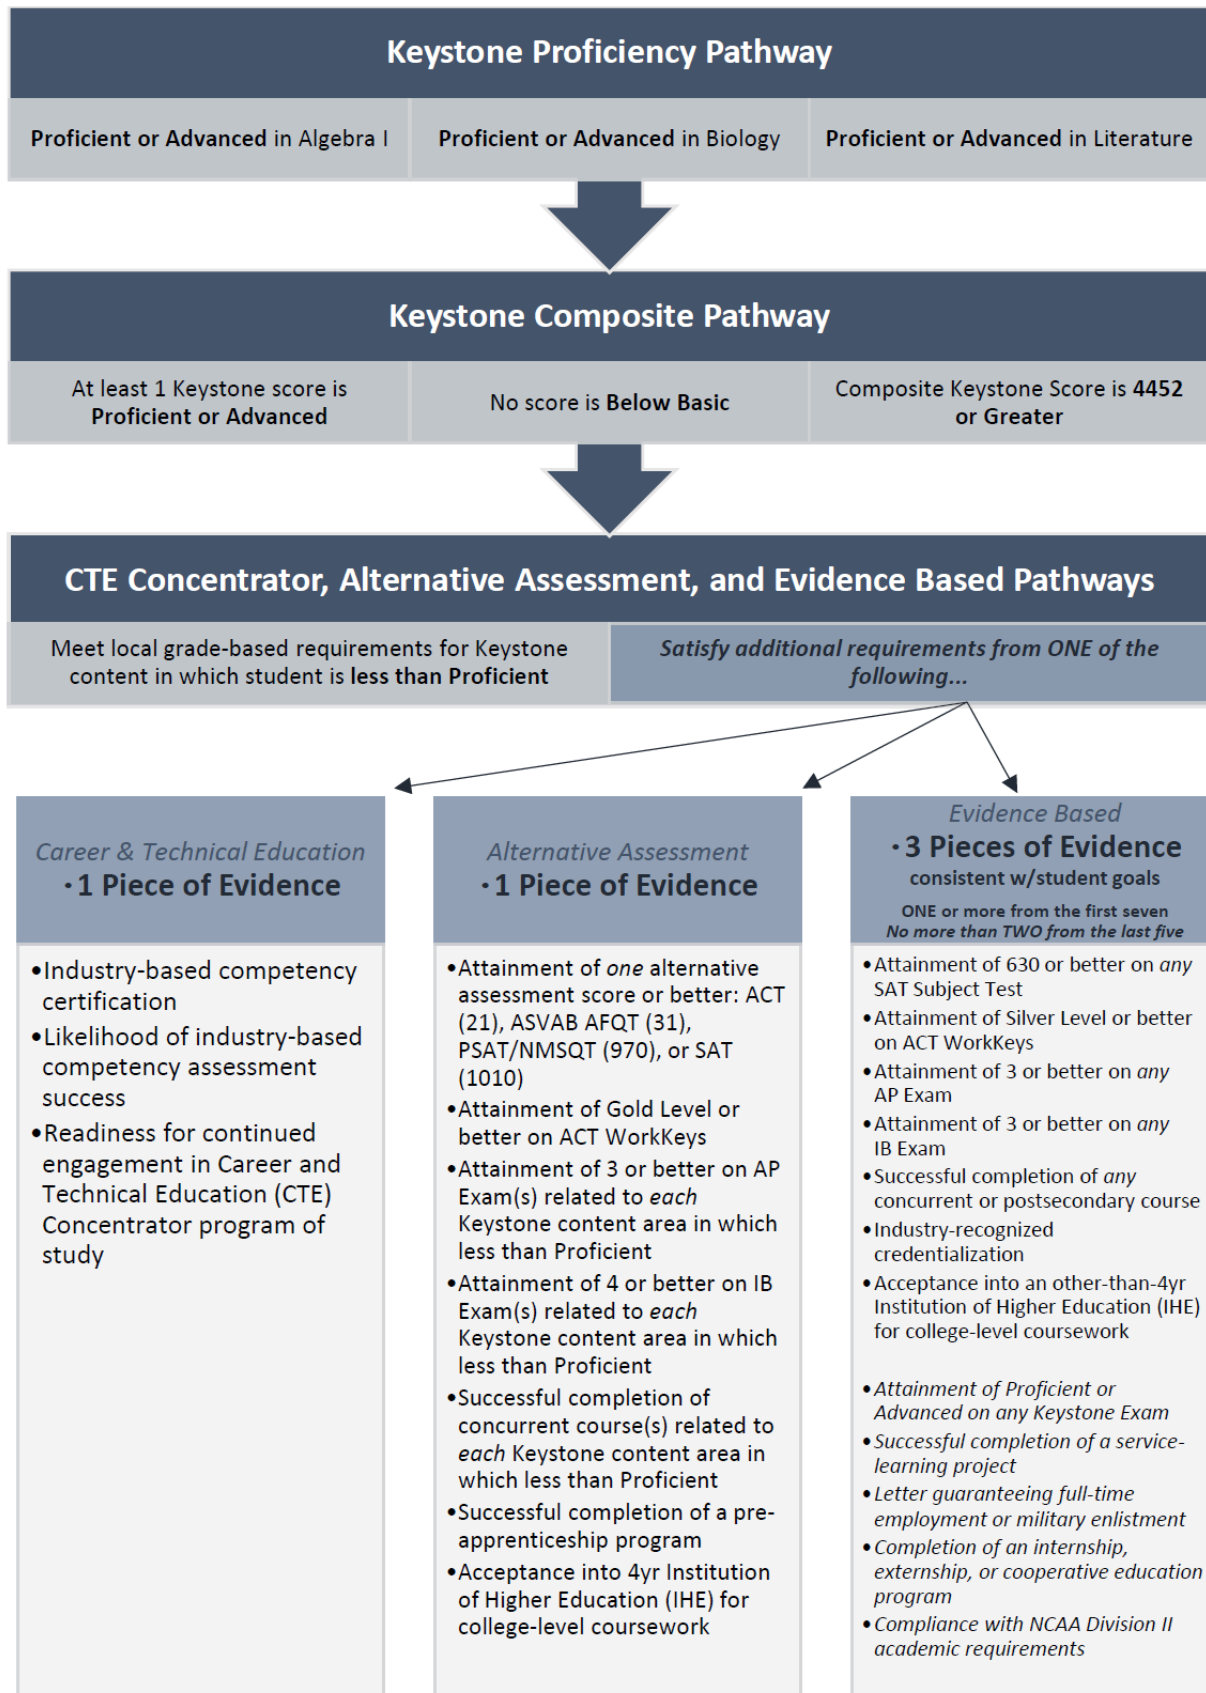 Keystone Proficiency Pathway
Proficient or Advanced in Algebra I
Proficient or Advanced in Biology
Proficient or Advanced in Literature
Keystone Composite Pathway
At least 1 Keystone score is
Proficient or Advanced
No score is Below Basic
Composite Keystone Score is 4452
or Greater
CTE Concentrator, Alternative Assessment, and Evidence Based Pathways
Meet local grade-based requirements for Keystone
content in which student is less than Proficient
Satisfy additional requirements from ONE of the
following...
Career & Technical Education
· 1 Piece of Evidence
•Industry-based competency
certification
•Likelihood of industry-based
competency assessment
success
•Readiness for continued
engagement in Career and
Technical Education (CTE)
Concentrator program of
study
Alternative Assessment
· 1 Piece of Evidence
•Attainment of one alternative
assessment score or better: ACT
(21), ASVAB AFQT (31),
PSAT/NMSQT (970), or SAT
(1010)
•Attainment of Gold Level or
better on ACT WorkKeys
•Attainment of 3 or better on AP
Exam(s) related to each
Keystone content area in which
less than Proficient
•Attainment of 4 or better on IB
Exam(s) related to each
Keystone content area in which
less than Proficient
•Successful completion of
concurrent course(s) related to
each Keystone content area in
which less than Proficient
•Successful completion of a pre-
apprenticeship program
•Acceptance into 4yr Institution
of Higher Education (IHE) for
college-level coursework
Evidence Based
· 3 Pieces of Evidence
consistent w/student goals
ONE or more from the first seven
No more than TWO from the last five
•Attainment of 630 or better on any
SAT Subject Test
•Attainment of Silver Level or better
on ACT WorkKeys
•Attainment of 3 or better on any
AP Exam
•Attainment of 3 or better on any
IB Exam
•Successful completion of any
concurrent or postsecondary course
•Industry-recognized
credentialization
•Acceptance into an other-than-4yr
Institution of Higher Education (IHE)
for college-level coursework
•Attainment of Proficient or
Advanced on any Keystone Exam
•Successful completion of a service-
learning project
•Letter guaranteeing full-time
employment or military enlistment
•Completion of an internship,
externship, or cooperative education
program
•Compliance with NCAA Division II
academic requirements